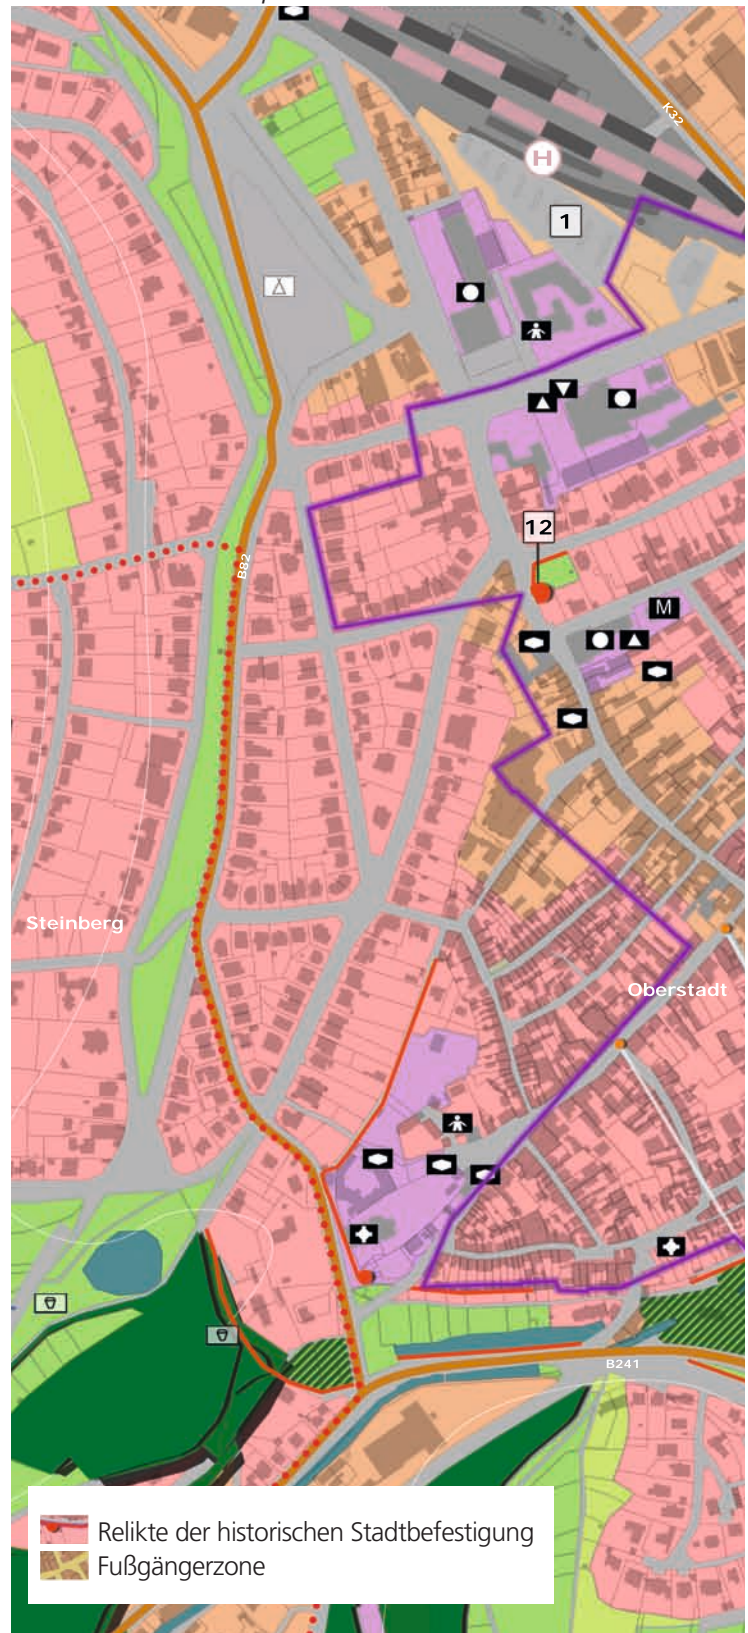 K32
H
1
12
B82
M
Steinberg
Oberstadt
B241
Relikte der historischen Stadtbefestigung
Fußgängerzone